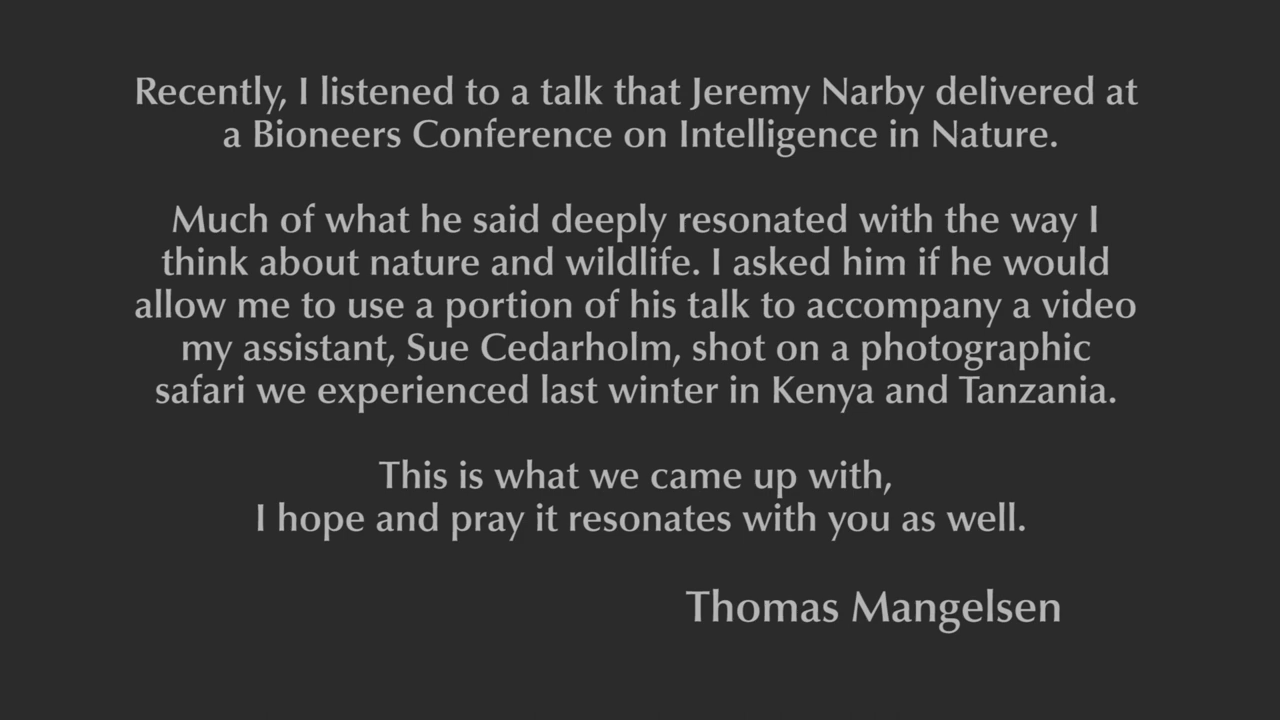 Recently, I listened to a talk that Jeremy Narby delivered at
a Bioneers Conference on Intelligence in Nature.
Much of what he said deeply resonated with the way I
think about nature and wildlife. I asked him if he would
allow me to use a portion of his talk to accompany a video
my assistant, Sue Cedarholm, shot on a photographic
safari we experienced last winter in Kenya and Tanzania.
This is what we came up with,
I hope and pray it resonates with you as well.
Thomas Mangelsen